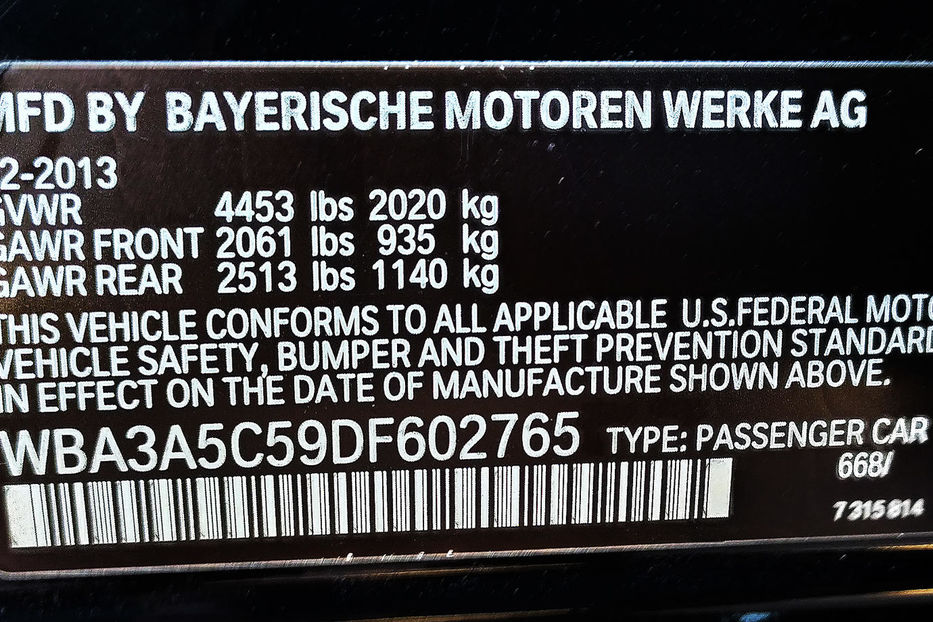 MFD BY BAYERISCHE MOTOREN WERKE AG
2-2013
GVWR 4453 lbs 2020 kg
GAWR FRONT 2061 lbs 935 kg
GAWR REAR 2513 lbs 1140 kg
THIS VEHICLE CONFORMS TO ALL APPLICABLE U.S.FEDERAL MOTO
VEHICLE SAFETY, BUMPER AND THEFT PREVENTION STANDARD
IN EFFECT ON THE DATE OF MANUFACTURE SHOWN ABOVE.
WBA3A5C59DF602765 TYPE: PASSENGER CAR
668/
7 315 814